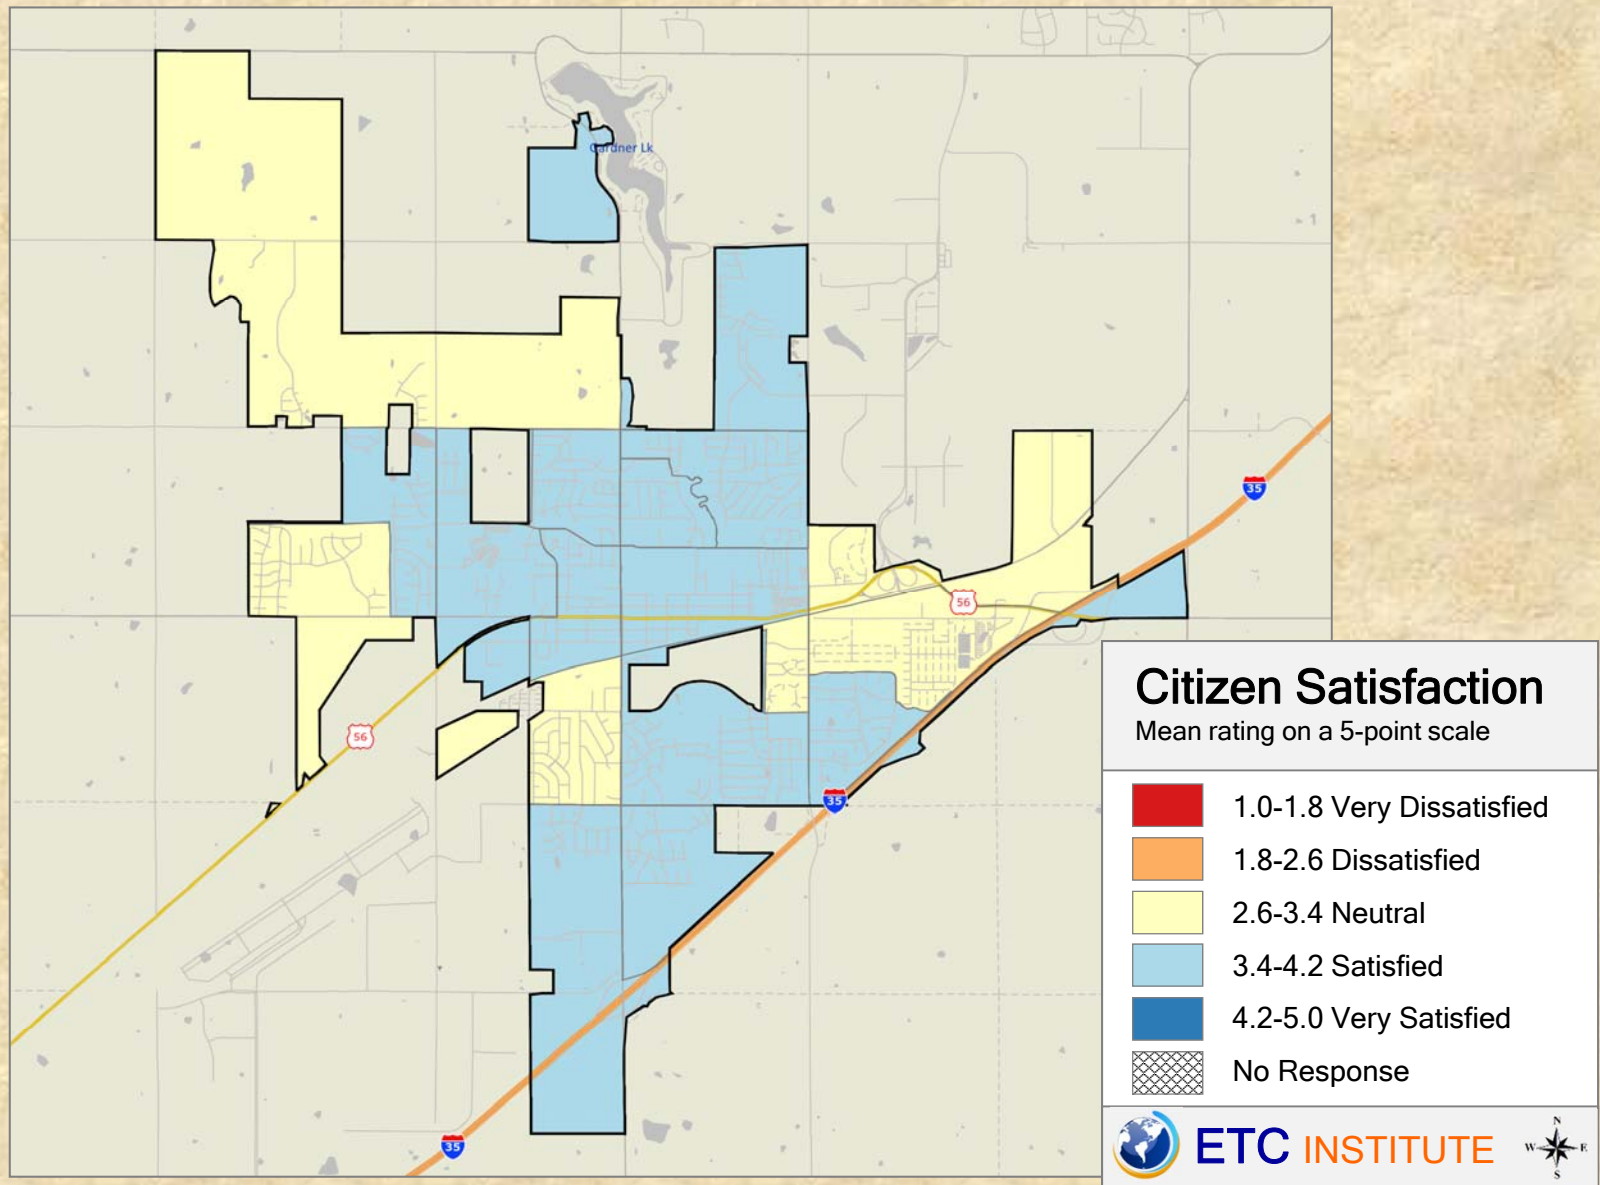 Gardner Lk
1
35
56
56
35
35
Citizen Satisfaction
Mean rating on a 5-point scale
1.0-1.8 Very Dissatisfied
1.8-2.6 Dissatisfied
2.6-3.4 Neutral
3.4-4.2 Satisfied
4.2-5.0 Very Satisfied
No Response
ETC INSTITUTE
N
W E
S